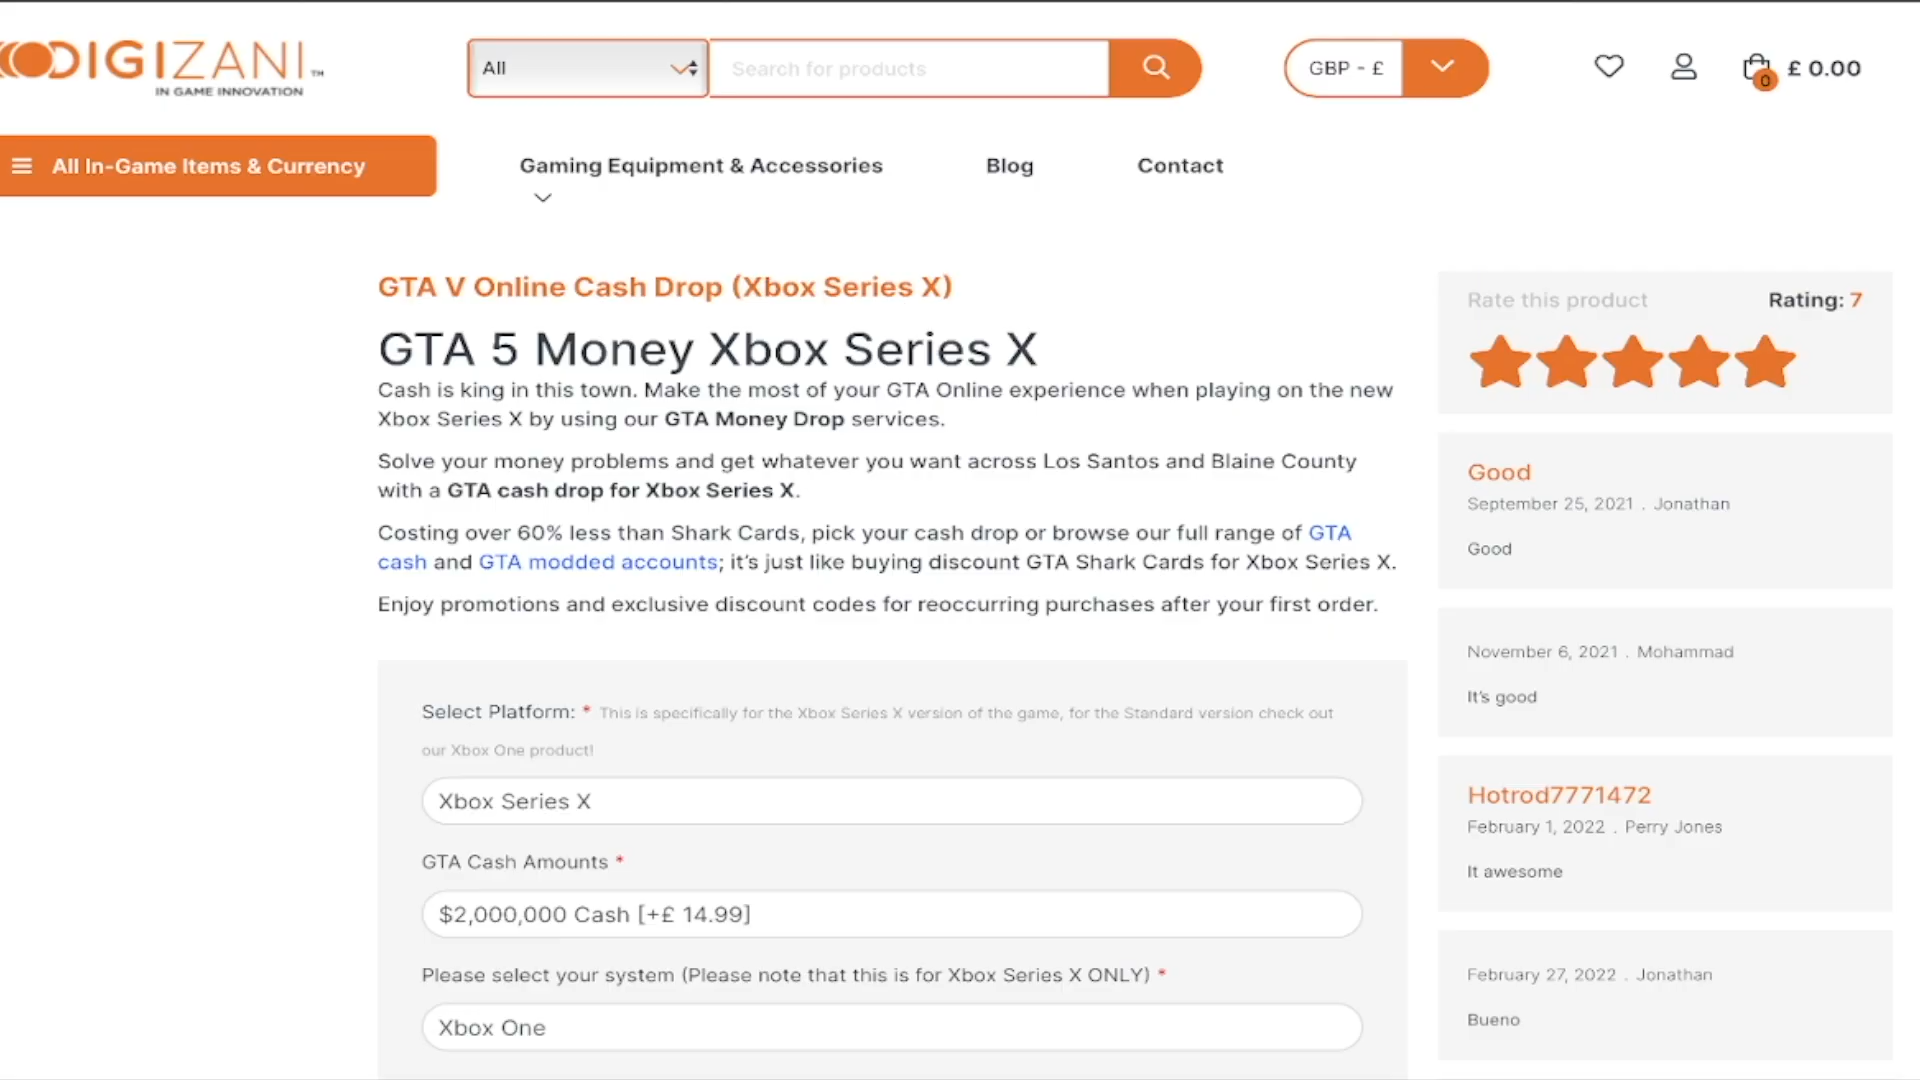 DIGIZANI™
IN GAME INNOVATION
All
Search for products
GBP - £
0
£ 0.00
All In-Game Items & Currency
Gaming Equipment & Accessories
Blog
Contact
GTA V Online Cash Drop (Xbox Series X)
GTA 5 Money Xbox Series X
Cash is king in this town. Make the most of your GTA Online experience when playing on the new
Xbox Series X by using our GTA Money Drop services.
Solve your money problems and get whatever you want across Los Santos and Blaine County
with a GTA cash drop for Xbox Series X.
Costing over 60% less than Shark Cards, pick your cash drop or browse our full range of GTA
cash and GTA modded accounts; it’s just like buying discount GTA Shark Cards for Xbox Series X.
Enjoy promotions and exclusive discount codes for reoccurring purchases after your first order.
Select Platform: * This is specifically for the Xbox Series X version of the game, for the Standard version check out
our Xbox One product!
Xbox Series X
GTA Cash Amounts *
$2,000,000 Cash [+£ 14.99]
Please select your system (Please note that this is for Xbox Series X ONLY) *
Xbox One
Rate this product
Rating: 7
Good
September 25, 2021 . Jonathan
Good
November 6, 2021 . Mohammad
It's good
Hotrod7771472
February 1, 2022 . Perry Jones
It awesome
February 27, 2022 . Jonathan
Bueno